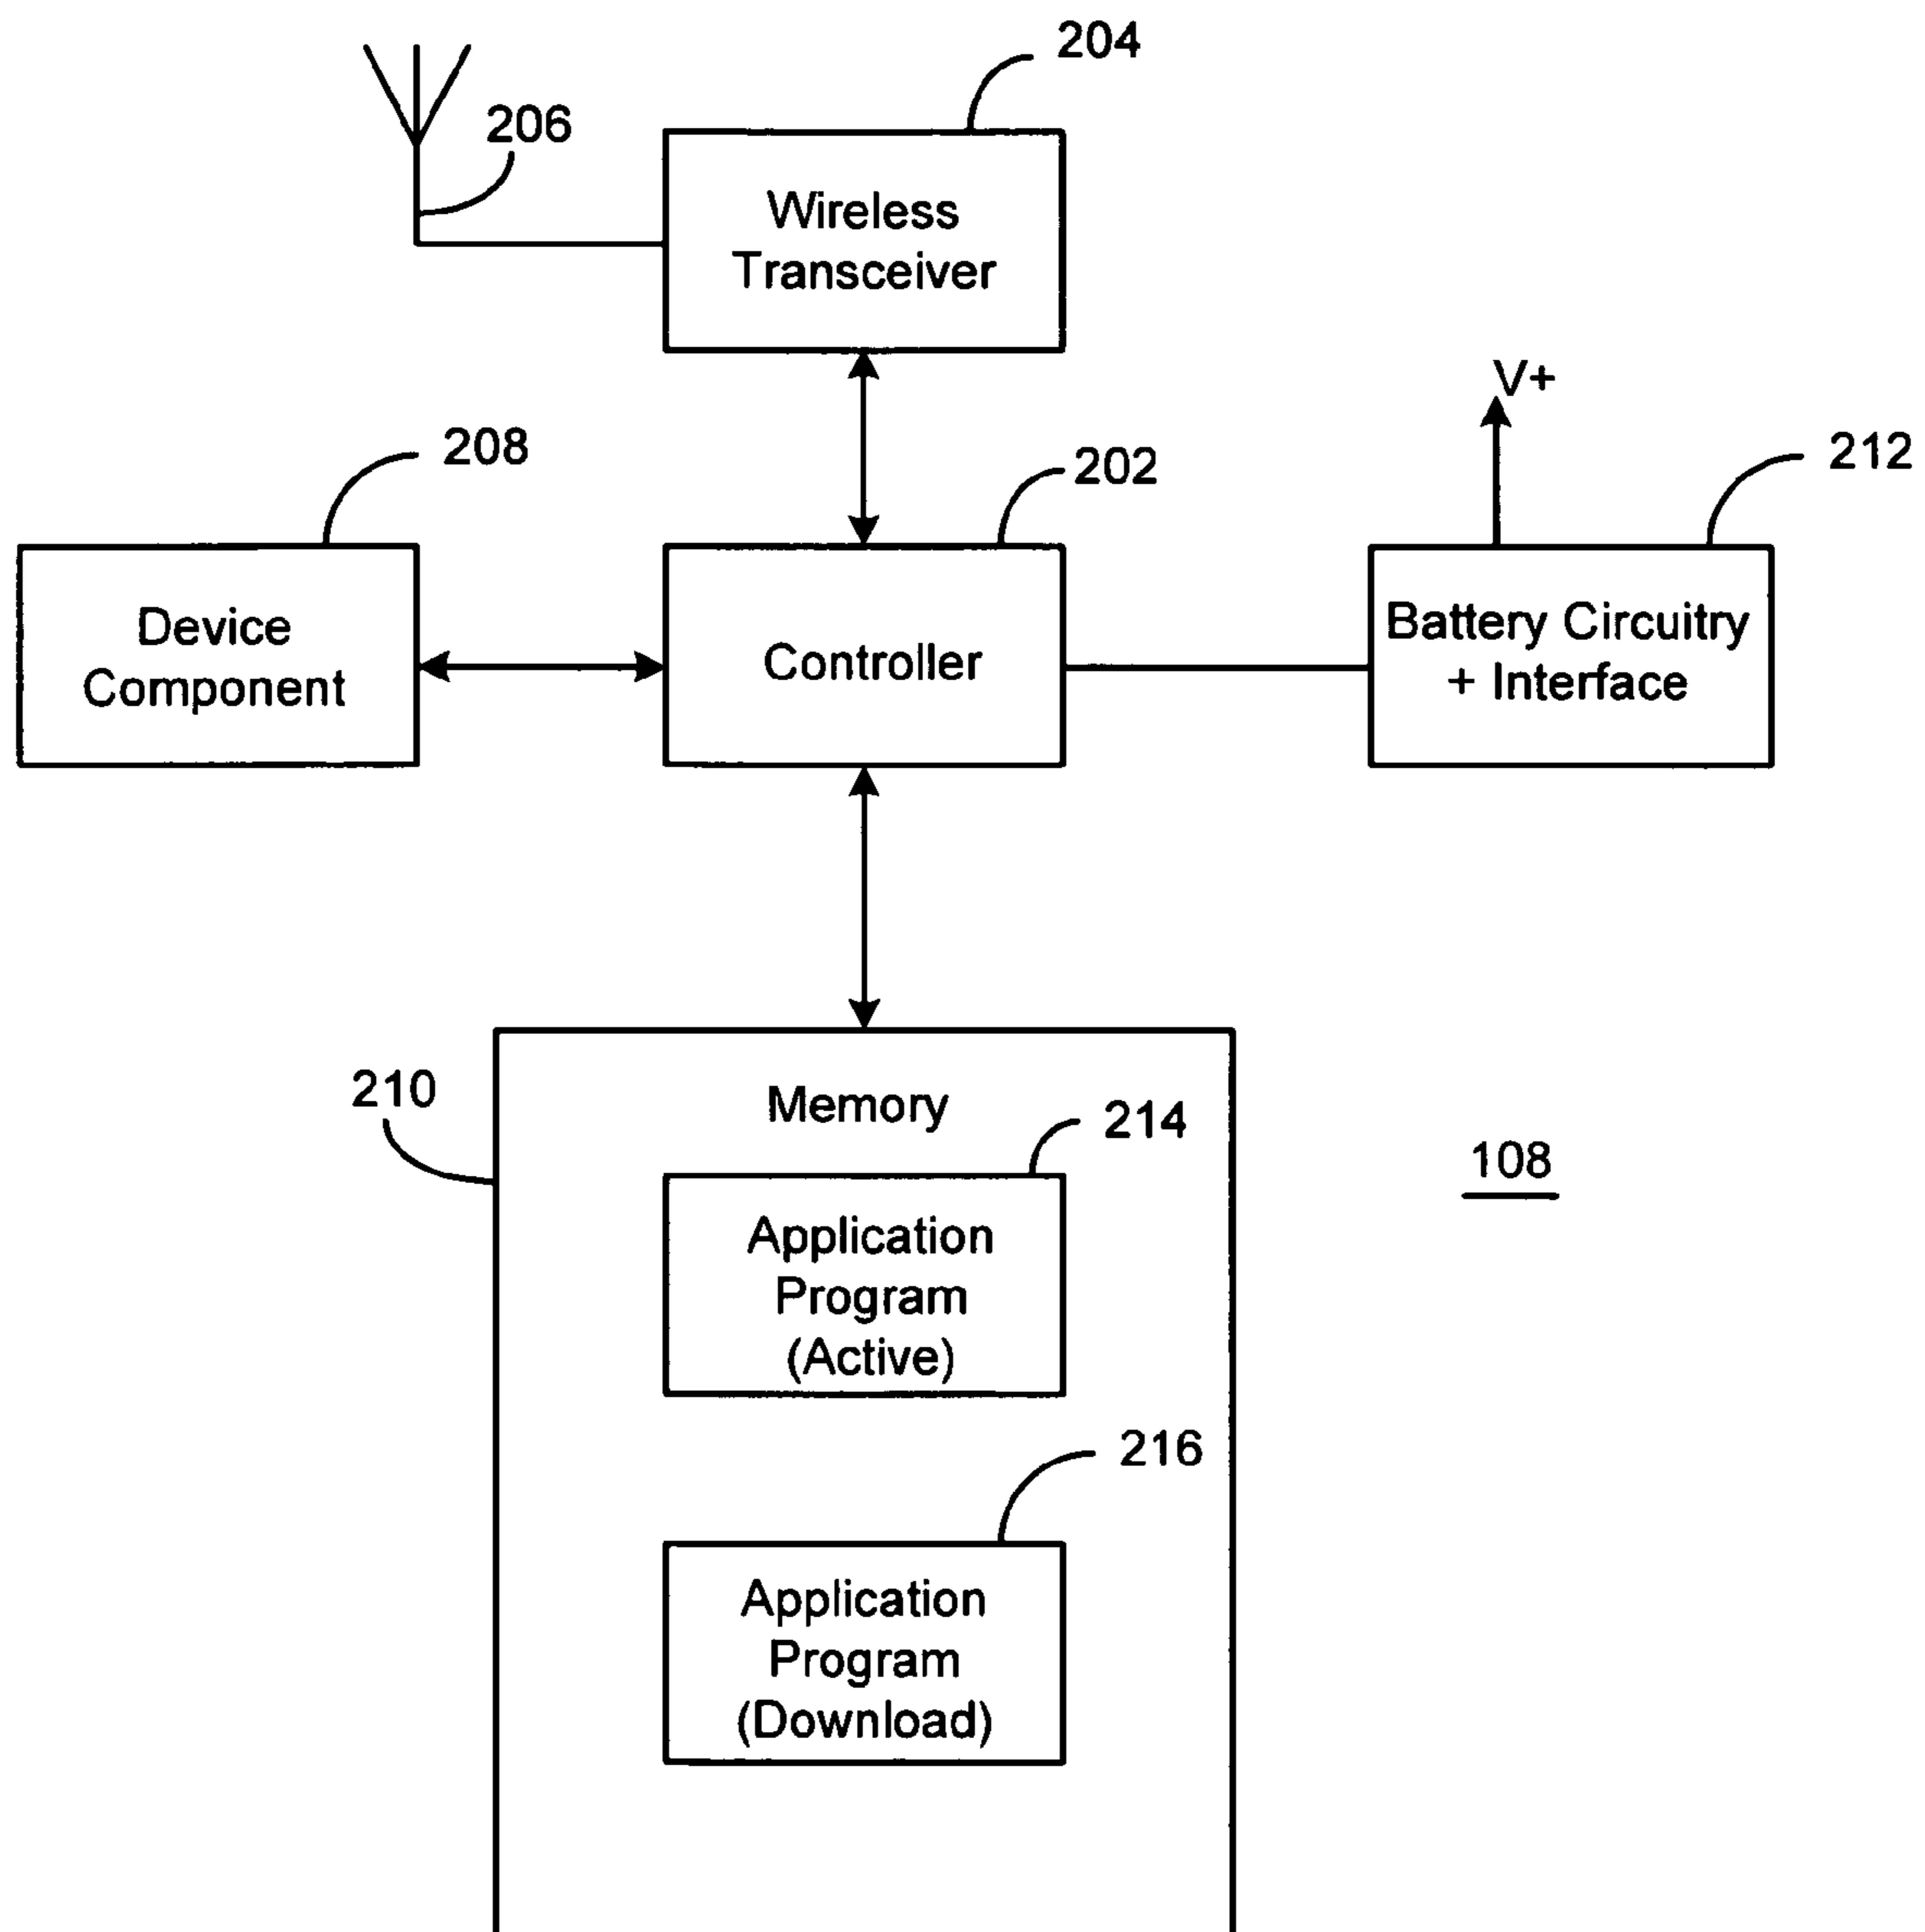 204
206
Wireless
Transceiver
V+
208
202
212
Device
Component
Controller
Battery Circuitry
+ Interface
210
Memory
214
108
Application
Program
(Active)
216
Application
Program
(Download)